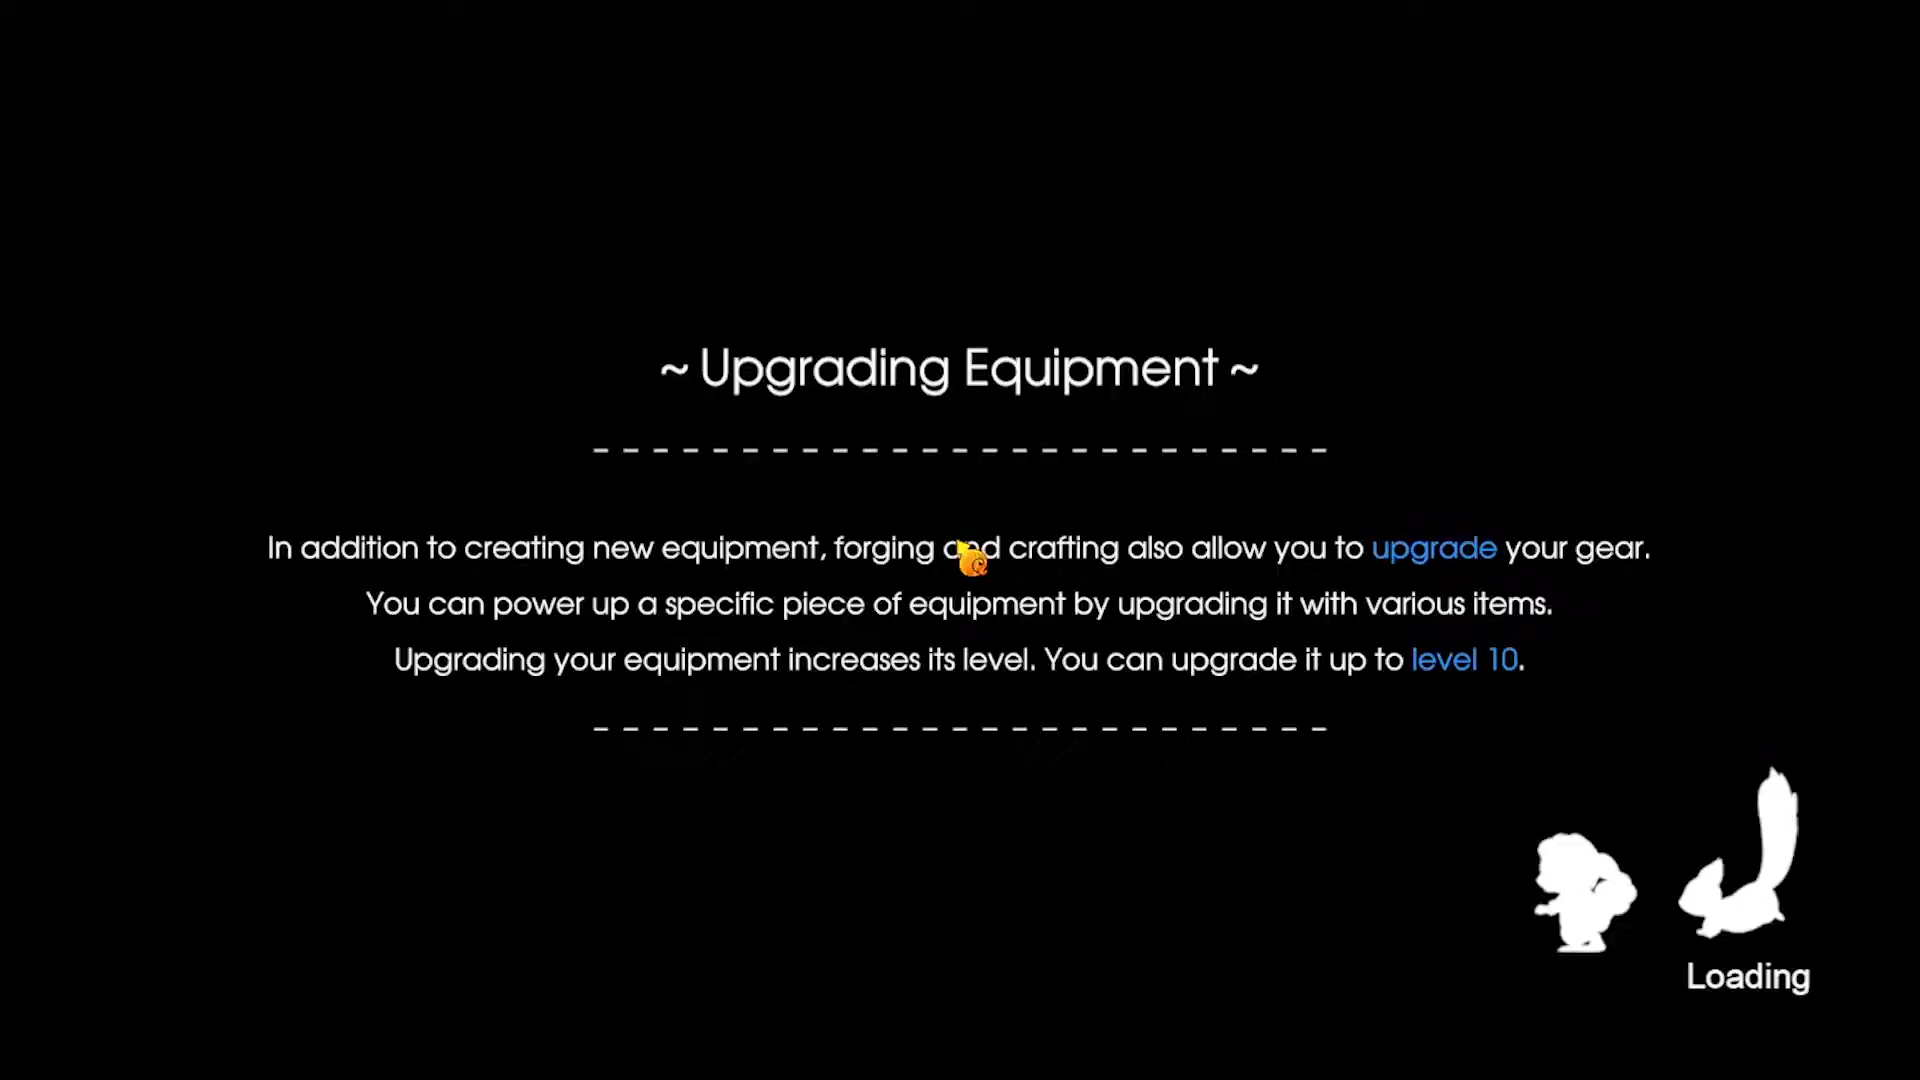 ~ Upgrading Equipment ~
In addition to creating new equipment, forging and crafting also allow you to upgrade your gear.
You can power up a specific piece of equipment by upgrading it with various items.
Upgrading your equipment increases its level. You can upgrade it up to level 10.
Loading